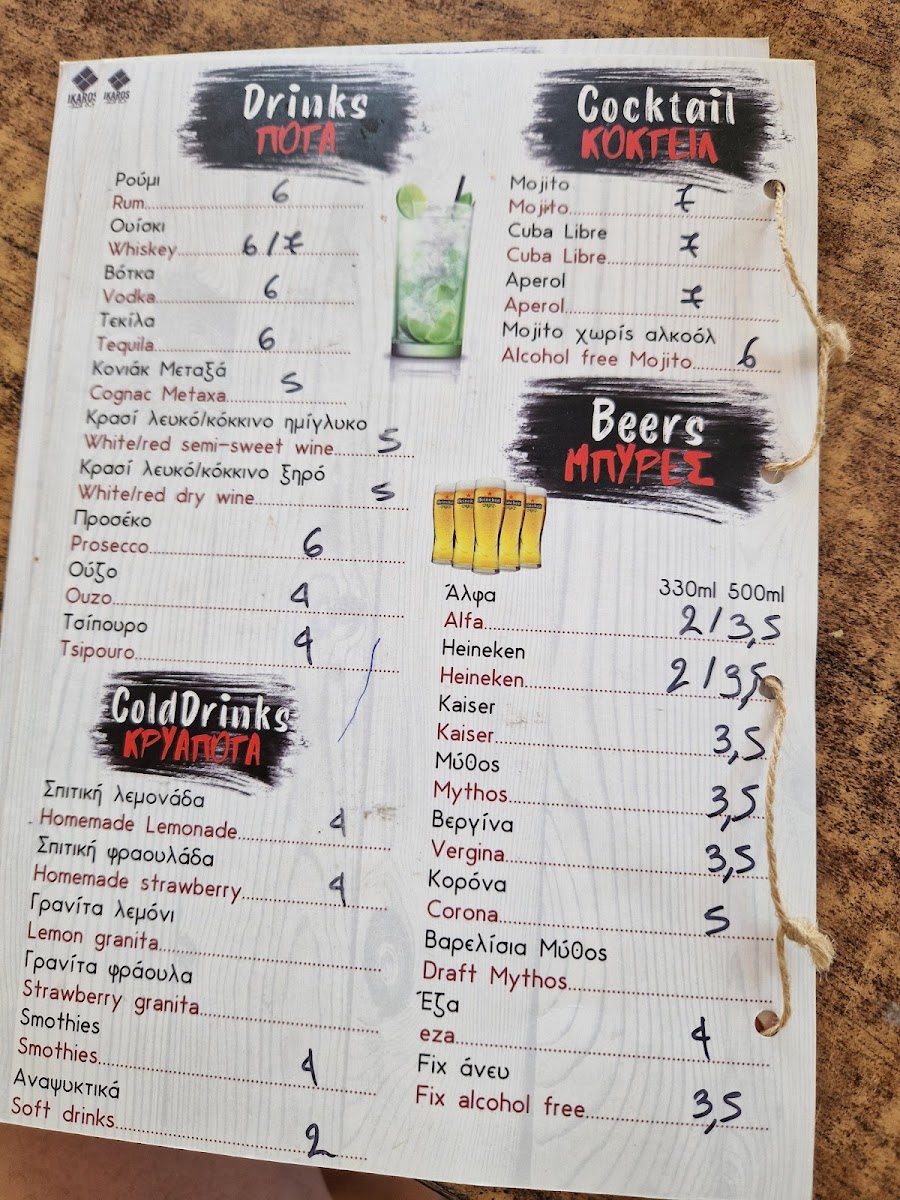 IKAROS IKAROS
Drinks
ΠΟΤΑ
Ρούμι
Rum 6
Ουίσκι
Whiskey 6/7
Βότκα
Vodka 6
Τεκίλα
Tequila 6
Κονιάκ Μεταξά
Cognac Metaxa 5
Κρασί λευκό/κόκκινο ημίγλυκο
White/red semi-sweet wine 5
Κρασί λευκό/κόκκινο ξηρό
White/red dry wine 5
Προσέκο
Prosecco 6
Ούζο
Ouzo 4
Τσίπουρο
Tsipouro 4
ColdDrinks
ΚΡΥΑΠΟΤΑ
Σπιτική λεμονάδα
Homemade Lemonade 4
Σπιτική φραουλάδα
Homemade strawberry 4
Γρανίτα λεμόνι
Lemon granita
Γρανίτα φράουλα
Strawberry granita
Smothies
Smothies 4
Αναψυκτικά
Soft drinks 2
Cocktail
ΚΟΚΤΕΙΛ
Mojito
Mojito 7
Cuba Libre
Cuba Libre 7
Aperol
Aperol 7
Mojito χωρίς αλκοόλ
Alcohol free Mojito 6
Beers
ΜΠΥΡΕΣ
Heineken
330ml 500ml
Άλφα
Alfa 2/3,5
Heineken
Heineken 2/3,5
Kaiser
Kaiser 3,5
Μύθος
Mythos 3,5
Βεργίνα
Vergina 3,5
Κορόνα
Corona 5
Βαρελίσια Μύθος
Draft Mythos
Έζα
eza 4
Fix άνευ
Fix alcohol free 3,5